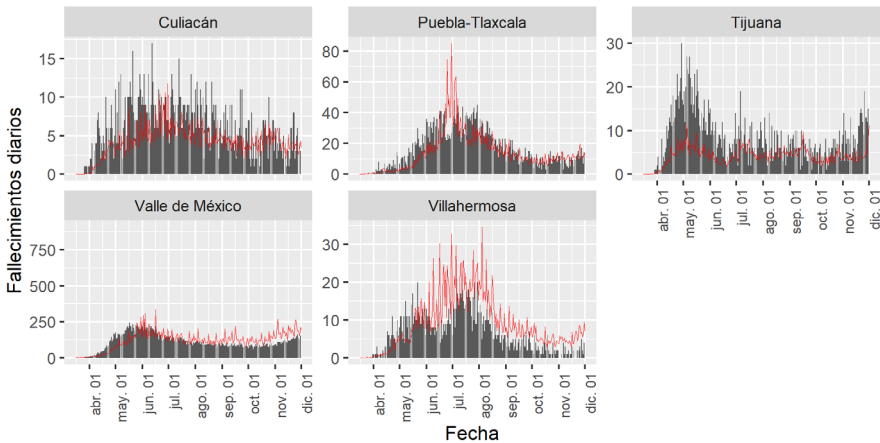 Culiacán
Puebla-Tlaxcala
Tijuana
15
10
5
0
80
60
40
20
0
30
20
10
0
abr. 01
may. 01
jun. 01
jul. 01
ago. 01
sep. 01
oct. 01
nov. 01
dic. 01
Valle de México
Villahermosa
750
500
250
0
30
20
10
0
abr. 01
may. 01
jun. 01
jul. 01
ago. 01
sep. 01
oct. 01
nov. 01
dic. 01
abr. 01
may. 01
jun. 01
jul. 01
ago. 01
sep. 01
oct. 01
nov. 01
dic. 01
Fallecimientos diarios
Fecha